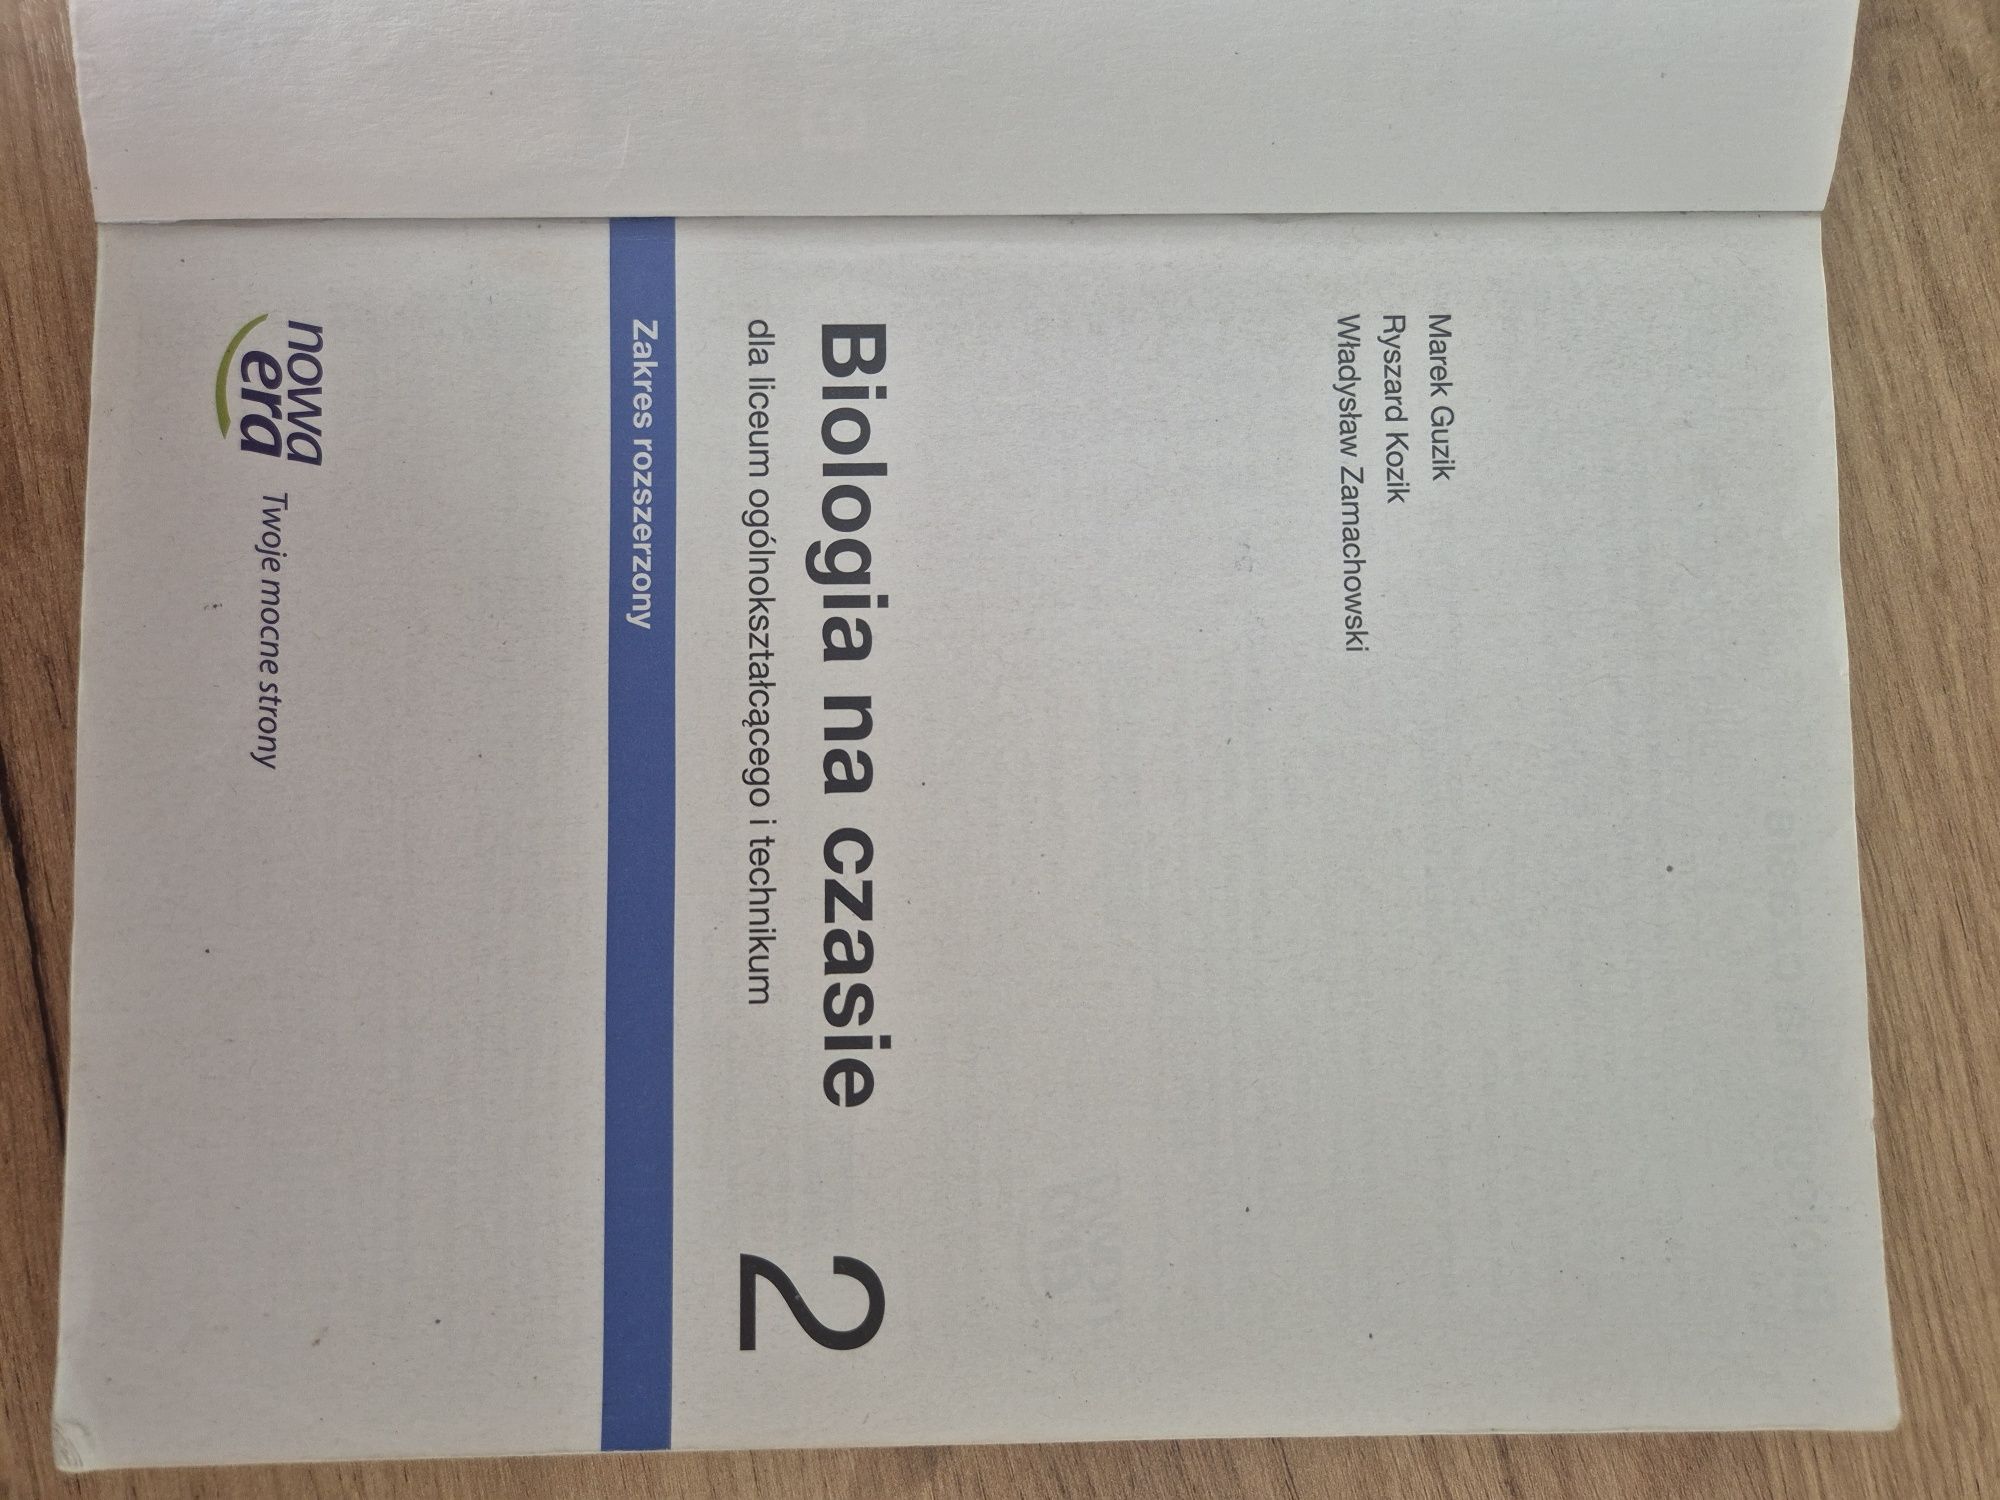 Marek Guzik
Ryszard Kozik
Władysław Zamachowski
Biologia na czasie 2
dla liceum ogólnokształcącego i technikum
Zakres rozszerzony
nowa
era Twoje mocne strony